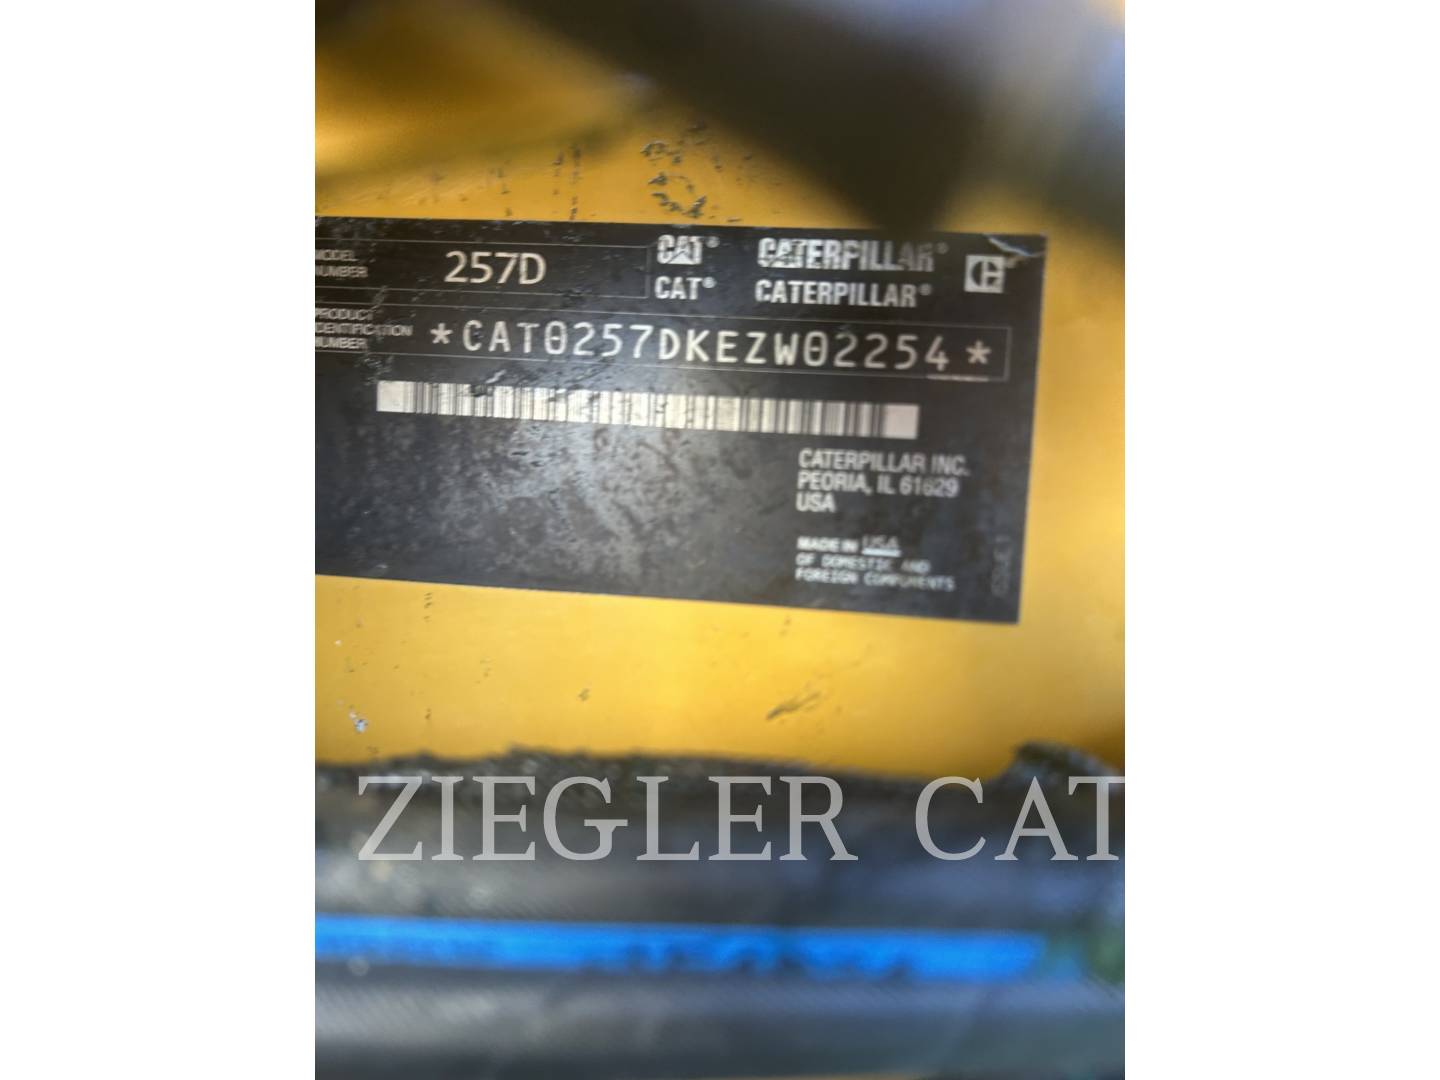 MODEL NUMBER 257D
CAT® CATERPILLAR®
CAT® CATERPILLAR®
PRODUCT
IDENTIFICATION
NUMBER
*CAT0257DKEZW02254*
CATERPILLAR INC.
PEORIA, IL 61629
USA
MADE IN USA
OF DOMESTIC AND
FOREIGN COMPONENTS
ZIEGLER CAT